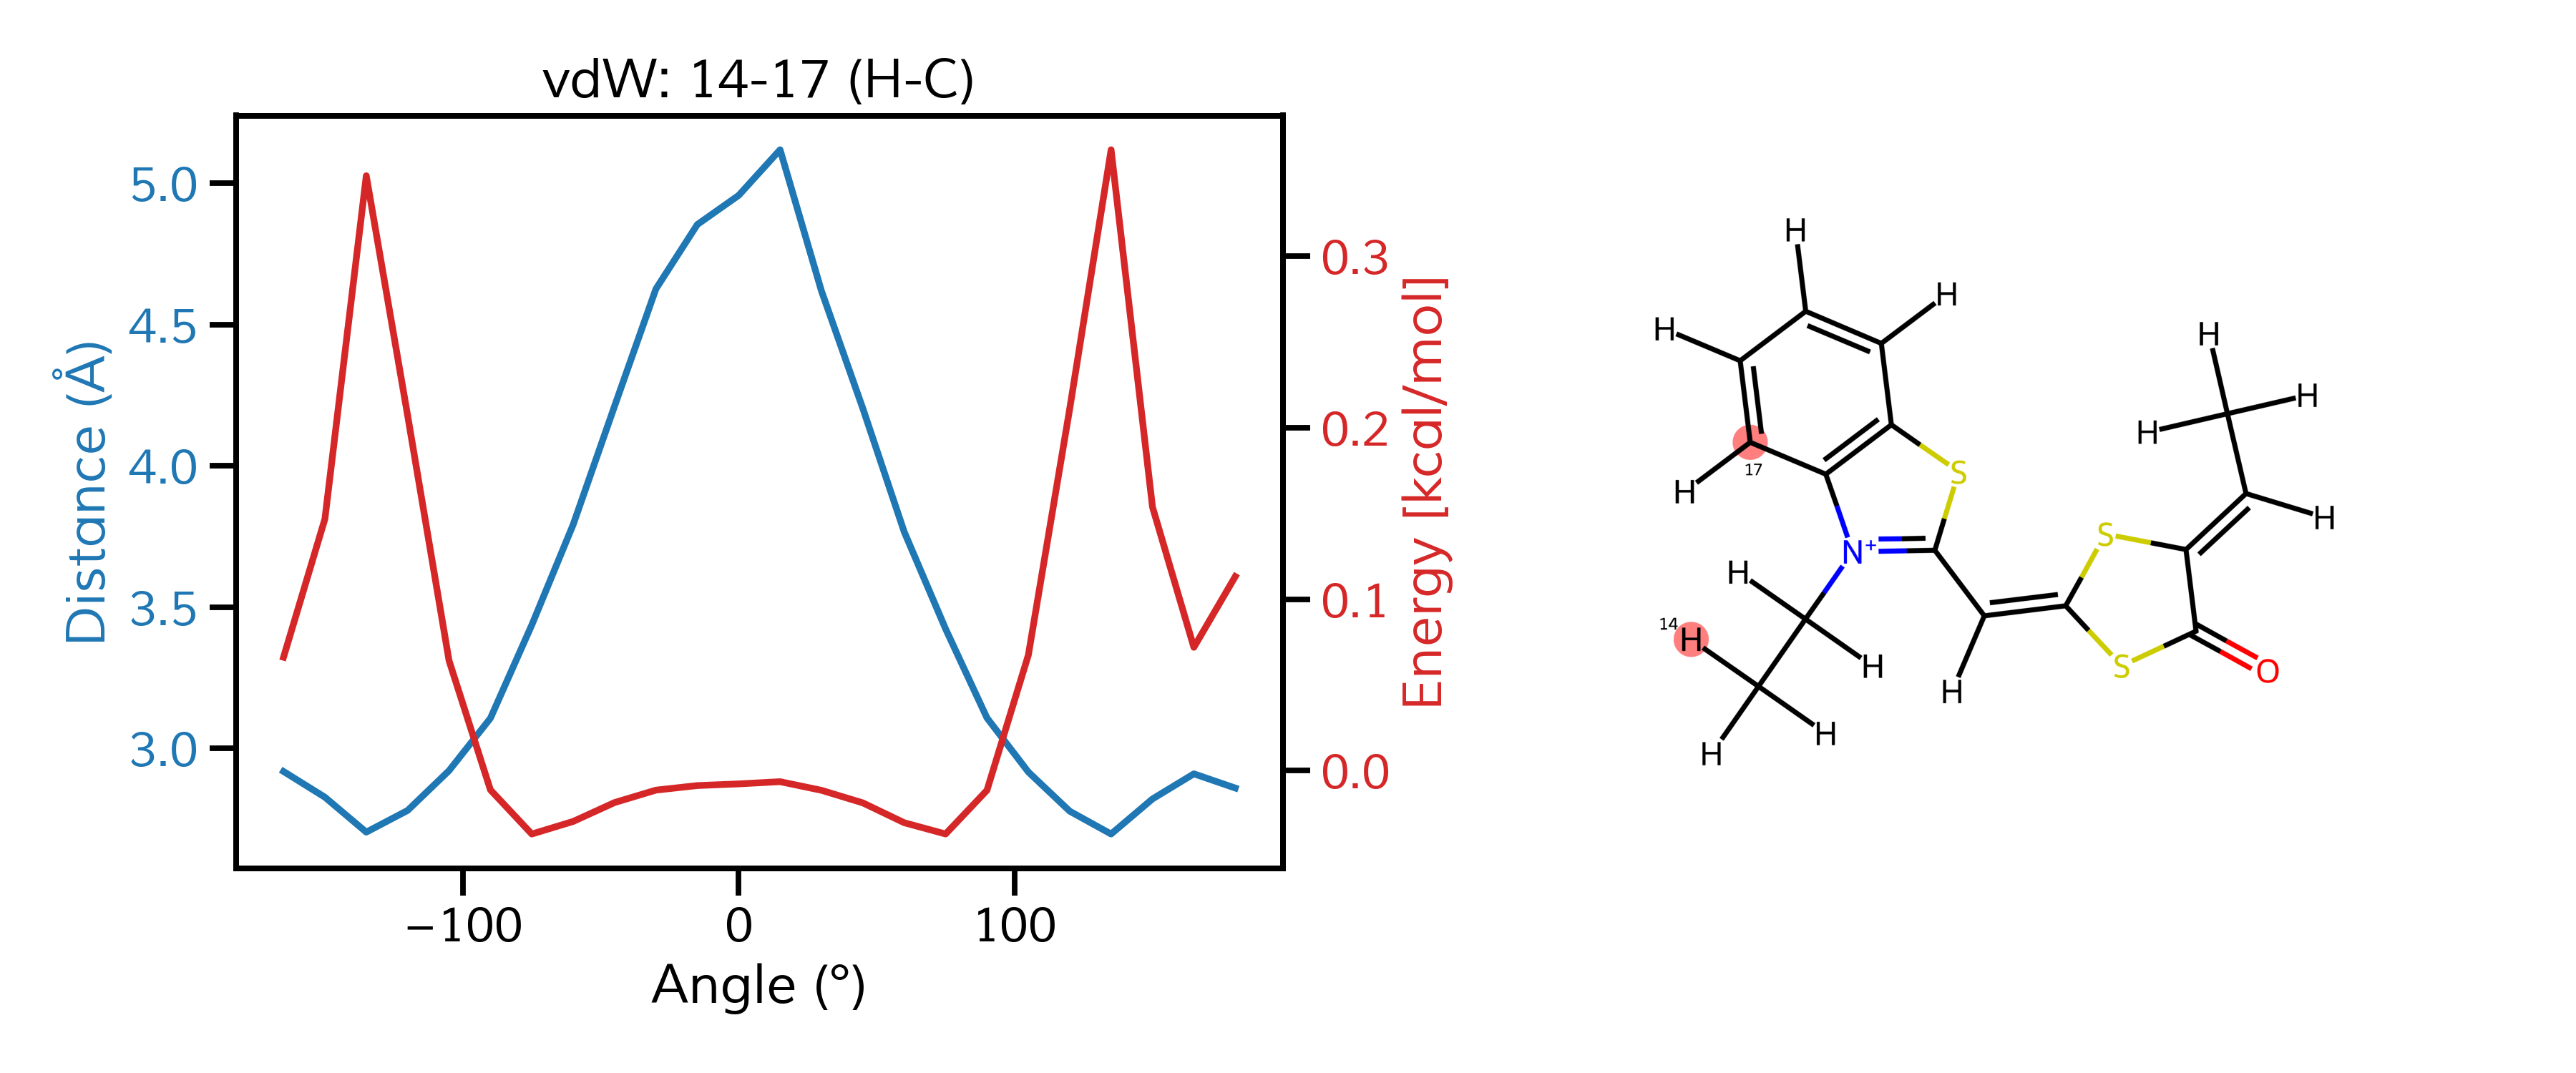 vdW: 14-17 (H-C)
5.0
4.5
4.0
3.5
3.0
Distance (Å)
0.3
0.2
0.1
0.0
Energy [kcal/mol]
−100 0 100
Angle (°)
H
H
H
H
H
H
17
S
H
H
S
N⁺
H
14
H
H
S
O
H
H
H